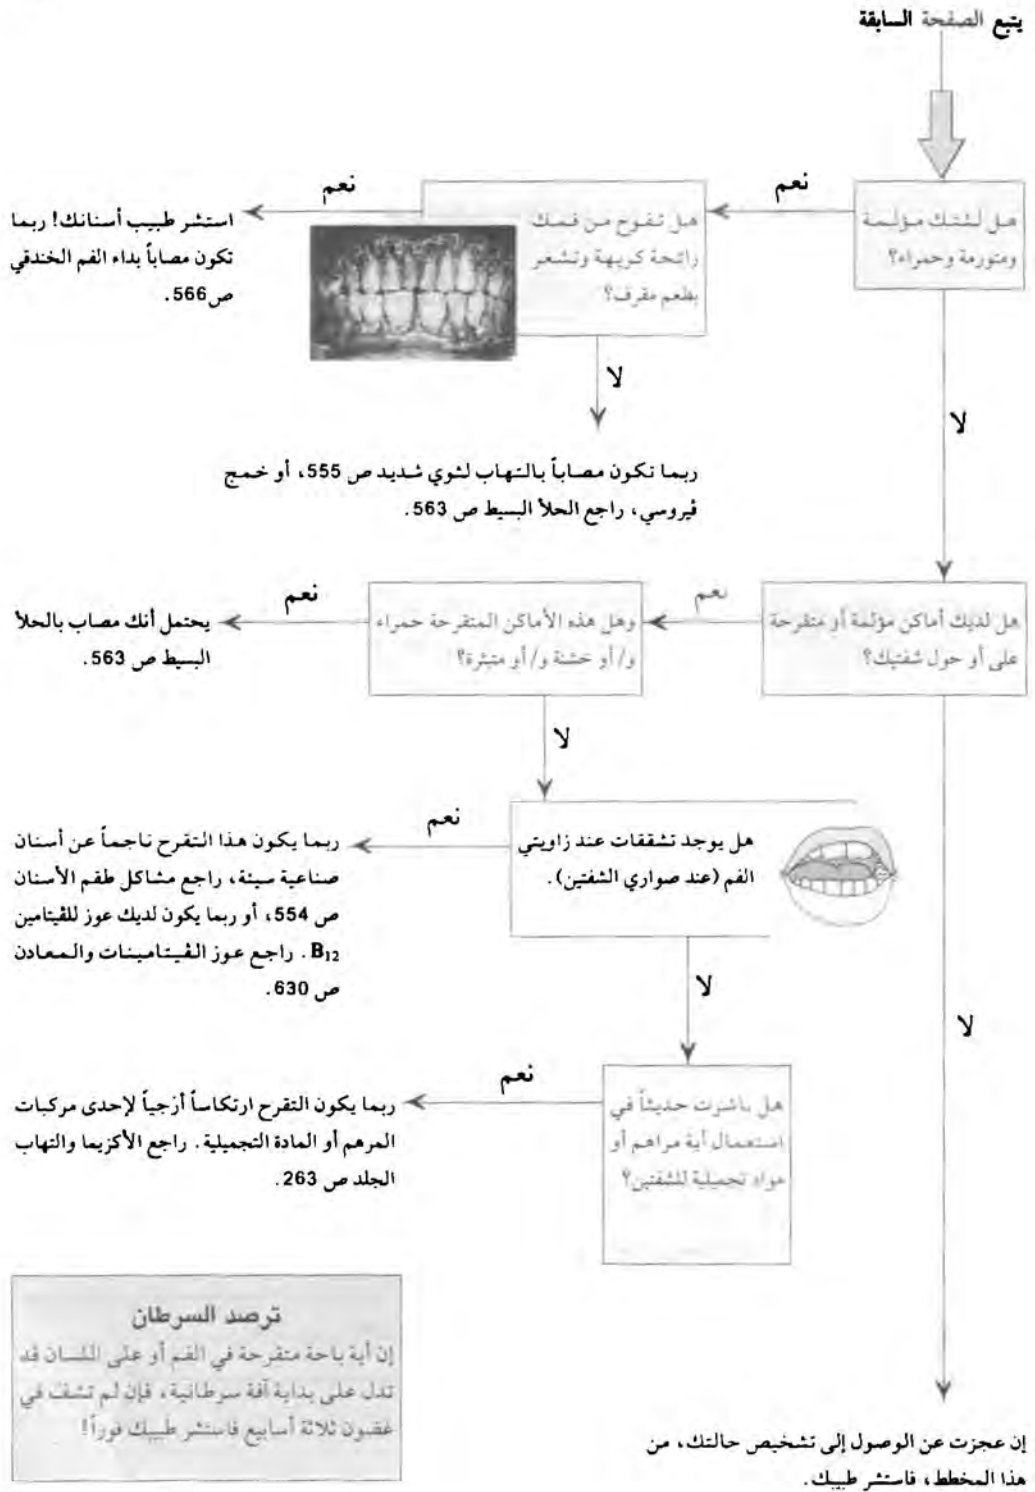 يتبع الصفحة السابقة
هل لثتك مؤلمة
ومتورمة وحمراء؟
نعم
هل تفوح من فمك
رائحة كريهة وتشعر
بطعم مقرف؟
نعم
استشر طبيب أسنانك! ربما
تكون مصاباً بداء الفم الخندقي
ص566.
لا
ربما تكون مصاباً بالتهاب لثوي شديد ص 555، أو خمج
ڤيروسي، راجع الحلأ البسيط ص 563.
لا
هل لديك أماكن مؤلمة أو متقرحة
على أو حول شفتيك؟
نعم
وهل هذه الأماكن المتقرحة حمراء
و/ أو خشنة و/ أو متبثرة؟
نعم
يحتمل أنك مصاب بالحلأ
البسيط ص 563.
لا
هل يوجد تشققات عند زاويتي
الفم (عند صواري الشفتين).
نعم
ربما يكون هذا التقرح ناجماً عن أسنان
صناعية سيئة، راجع مشاكل طقم الأسنان
ص 554، أو ربما يكون لديك عوز للڤيتامين
B12. راجع عوز الڤيتامينات والمعادن
ص 630.
لا
هل باشرت حديثاً في
استعمال أية مراهم أو
مواد تجميلية للشفتين؟
نعم
ربما يكون التقرح ارتكاساً أرجياً لإحدى مركبات
المرهم أو المادة التجميلية. راجع الأكزيما والتهاب
الجلد ص 263.
لا
ترصد السرطان
إن أية باحة متقرحة في الفم أو على اللسان قد
تدل على بداية آفة سرطانية، فإن لم تشف في
غضون ثلاثة أسابيع فاستشر طبيبك فوراً!
إن عجزت عن الوصول إلى تشخيص حالتك، من
هذا المخطط، فاستشر طبيبك.